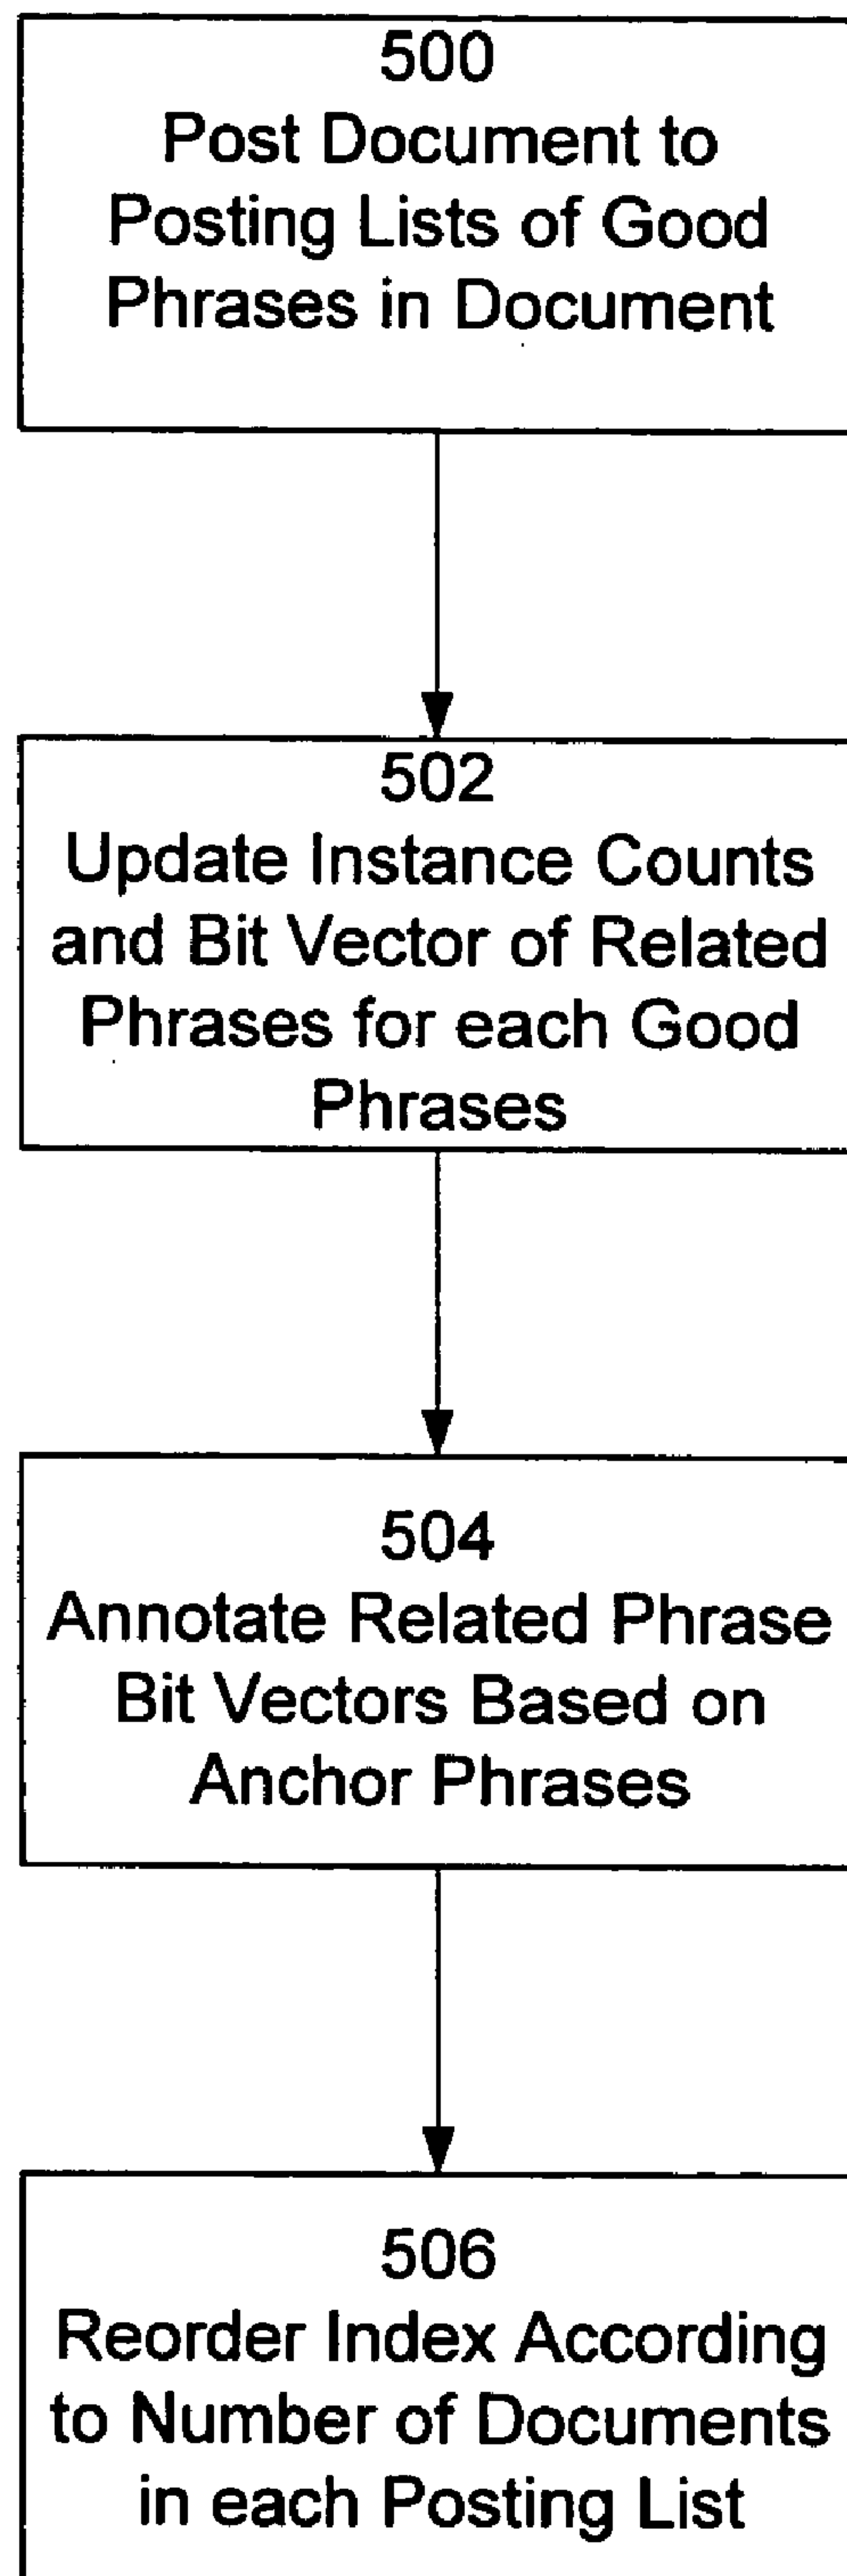 500
Post Document to
Posting Lists of Good
Phrases in Document
502
Update Instance Counts
and Bit Vector of Related
Phrases for each Good
Phrases
504
Annotate Related Phrase
Bit Vectors Based on
Anchor Phrases
506
Reorder Index According
to Number of Documents
in each Posting List